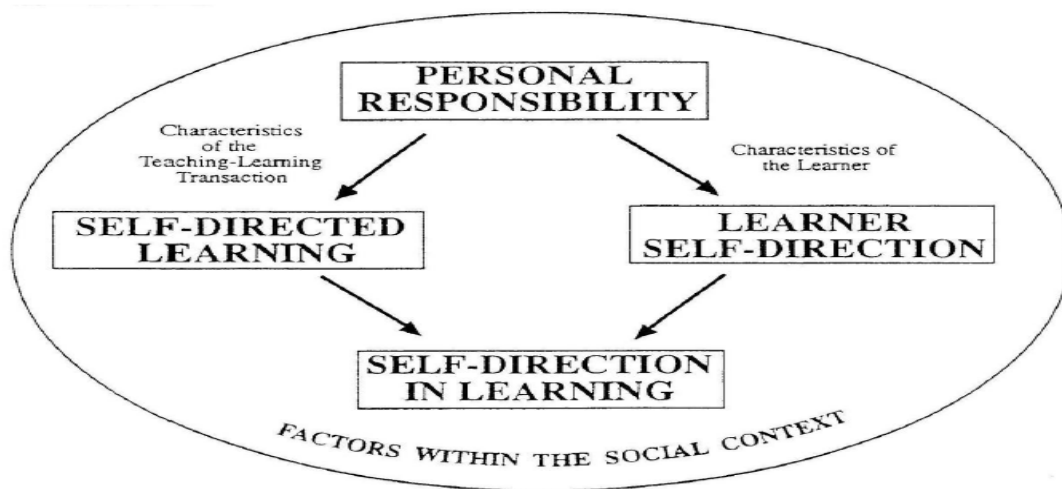 PERSONAL
RESPONSIBILITY
Characteristics
of the
Teaching-Learning
Transaction
Characteristics of
the Learner
SELF-DIRECTED
LEARNING
LEARNER
SELF-DIRECTION
SELF-DIRECTION
IN LEARNING
FACTORS WITHIN THE SOCIAL CONTEXT